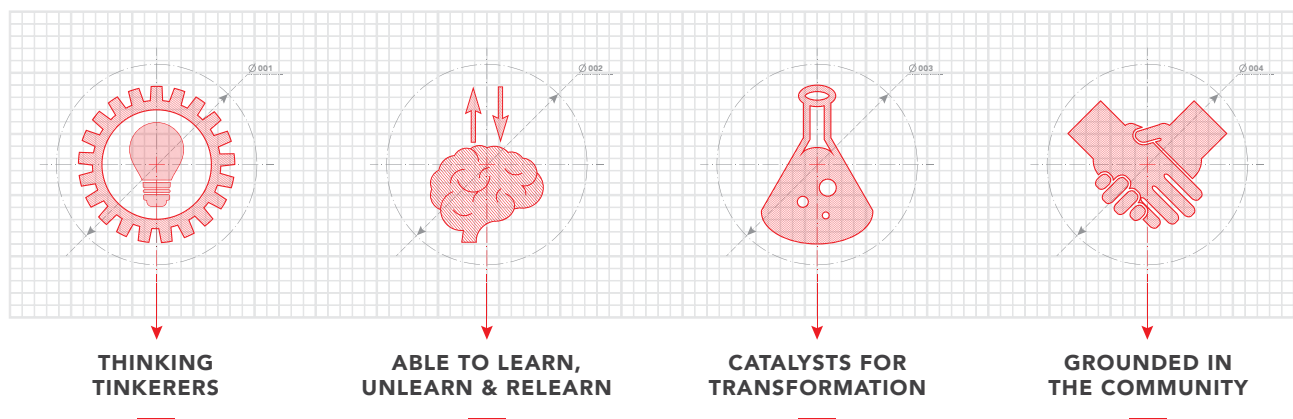 Ø 001
Ø 002
Ø 003
Ø 004
THINKING
TINKERERS
ABLE TO LEARN,
UNLEARN & RELEARN
CATALYSTS FOR
TRANSFORMATION
GROUNDED IN
THE COMMUNITY